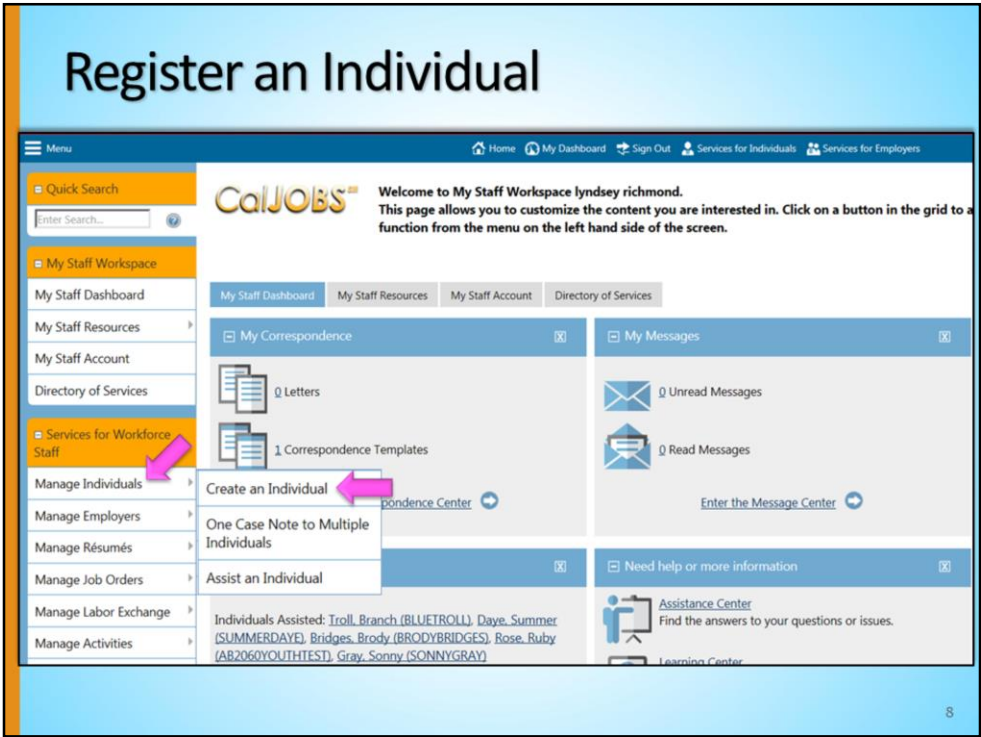 Register an Individual
Menu
Home My Dashboard Sign Out Services for Individuals Services for Employers
Quick Search
Enter Search...
CalJOBS℠
Welcome to My Staff Workspace lyndsey richmond.
This page allows you to customize the content you are interested in. Click on a button in the grid to a
function from the menu on the left hand side of the screen.
My Staff Workspace
My Staff Dashboard
My Staff Resources
My Staff Account
Directory of Services
My Staff Dashboard My Staff Resources My Staff Account Directory of Services
My Correspondence
0 Letters
1 Correspondence Templates
pondence Center
My Messages
0 Unread Messages
0 Read Messages
Enter the Message Center
Services for Workforce
Staff
Manage Individuals
Manage Employers
Manage Résumés
Manage Job Orders
Manage Labor Exchange
Manage Activities
Create an Individual
One Case Note to Multiple
Individuals
Assist an Individual
Individuals Assisted: Troll, Branch (BLUETROLL), Daye, Summer
(SUMMERDAYE), Bridges, Brody (BRODYBRIDGES), Rose, Ruby
(AB2060YOUTHTEST), Gray, Sonny (SONNYGRAY)
Need help or more information
Assistance Center
Find the answers to your questions or issues.
Learning Center
8